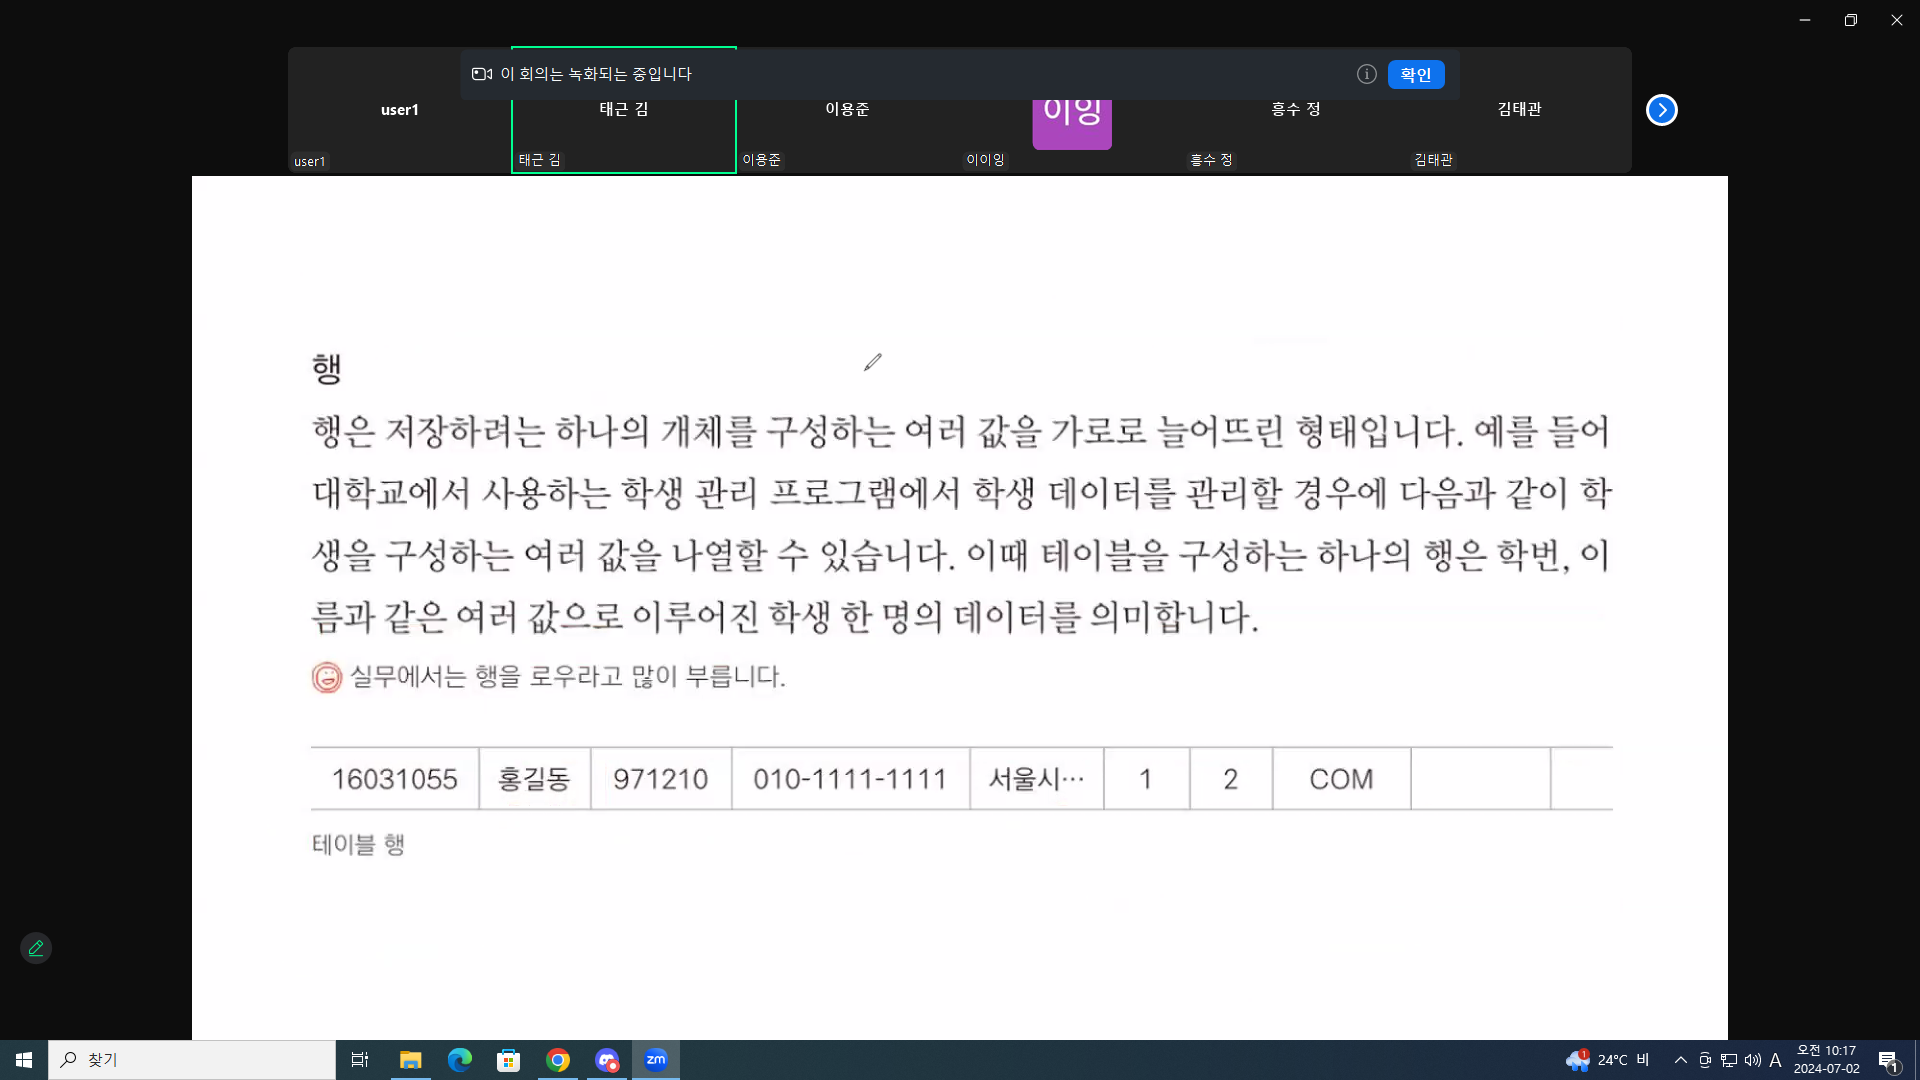 이 회의는 녹화되는 중입니다
확인
user1
태근 김
이용준
이잉
흥수 정
김태관
user1
태근 김
이용준
이이잉
흥수 정
김태관
행
행은 저장하려는 하나의 개체를 구성하는 여러 값을 가로로 늘어뜨린 형태입니다. 예를 들어
대학교에서 사용하는 학생 관리 프로그램에서 학생 데이터를 관리할 경우에 다음과 같이 학
생을 구성하는 여러 값을 나열할 수 있습니다. 이때 테이블을 구성하는 하나의 행은 학번, 이
름과 같은 여러 값으로 이루어진 학생 한 명의 데이터를 의미합니다.
실무에서는 행을 로우라고 많이 부릅니다.
16031055 홍길동 971210 010-1111-1111 서울시… 1 2 COM
테이블 행
찾기
zm
1
24°C 비
A
오전 10:17
2024-07-02
1